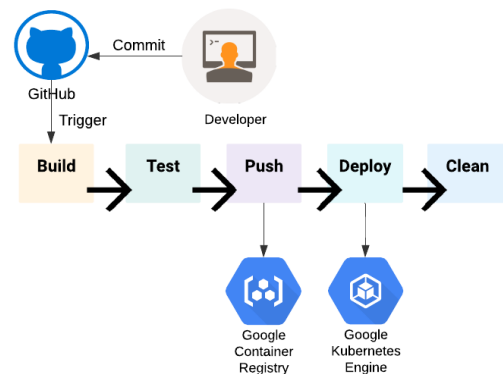 Commit
GitHub
Developer
Trigger
Build
Test
Push
Deploy
Clean
Google
Container
Registry
Google
Kubernetes
Engine